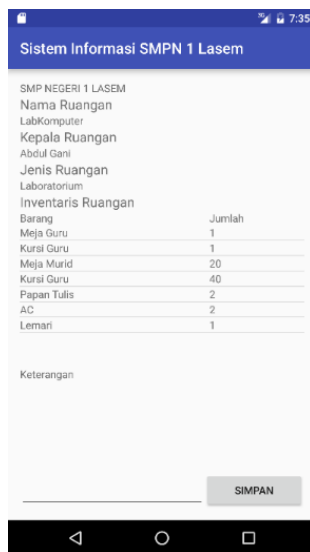 7:35
Sistem Informasi SMPN 1 Lasem
SMP NEGERI 1 LASEM
Nama Ruangan
LabKomputer
Kepala Ruangan
Abdul Gani
Jenis Ruangan
Laboratorium
Inventaris Ruangan
Barang Jumlah
Meja Guru 1
Kursi Guru 1
Meja Murid 20
Kursi Guru 40
Papan Tulis 2
AC 2
Lemari 1
Keterangan
SIMPAN